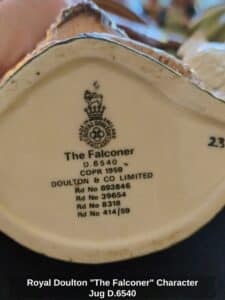 The Falconer
D. 6540
COPR 1959
DOULTON & CO LIMITED
Rd No 893846
Rd No 39654
Rd No 8318
Rd No 414/59
23
Royal Doulton "The Falconer" Character
Jug D.6540